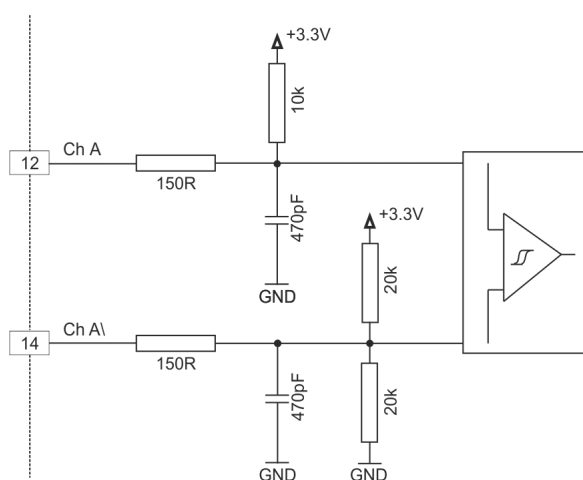 +3.3V
10k
12
Ch A
150R
470pF
+3.3V
GND
20k
14
Ch A\
150R
470pF
20k
GND
GND